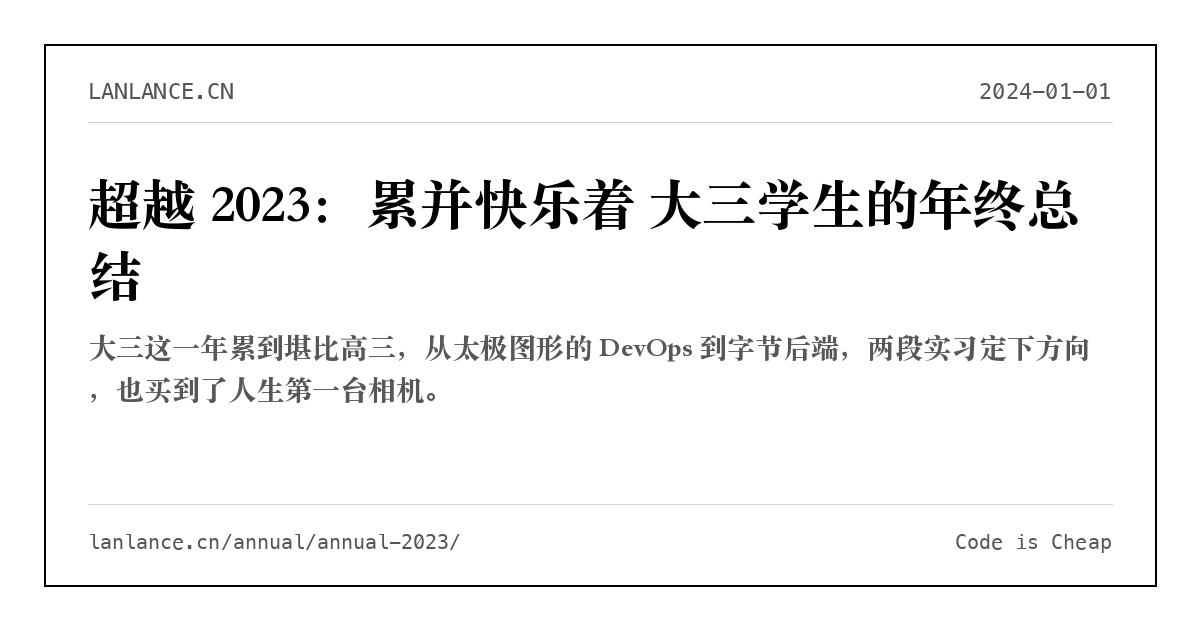 LANLANCE.CN
2024-01-01
超越 2023： 累并快乐着 大三学生的年终总
结
大三这一年累到堪比高三，从太极图形的 DevOps 到字节后端，两段实习定下方向
，也买到了人生第一台相机。
lanlance.cn/annual/annual-2023/
Code is Cheap